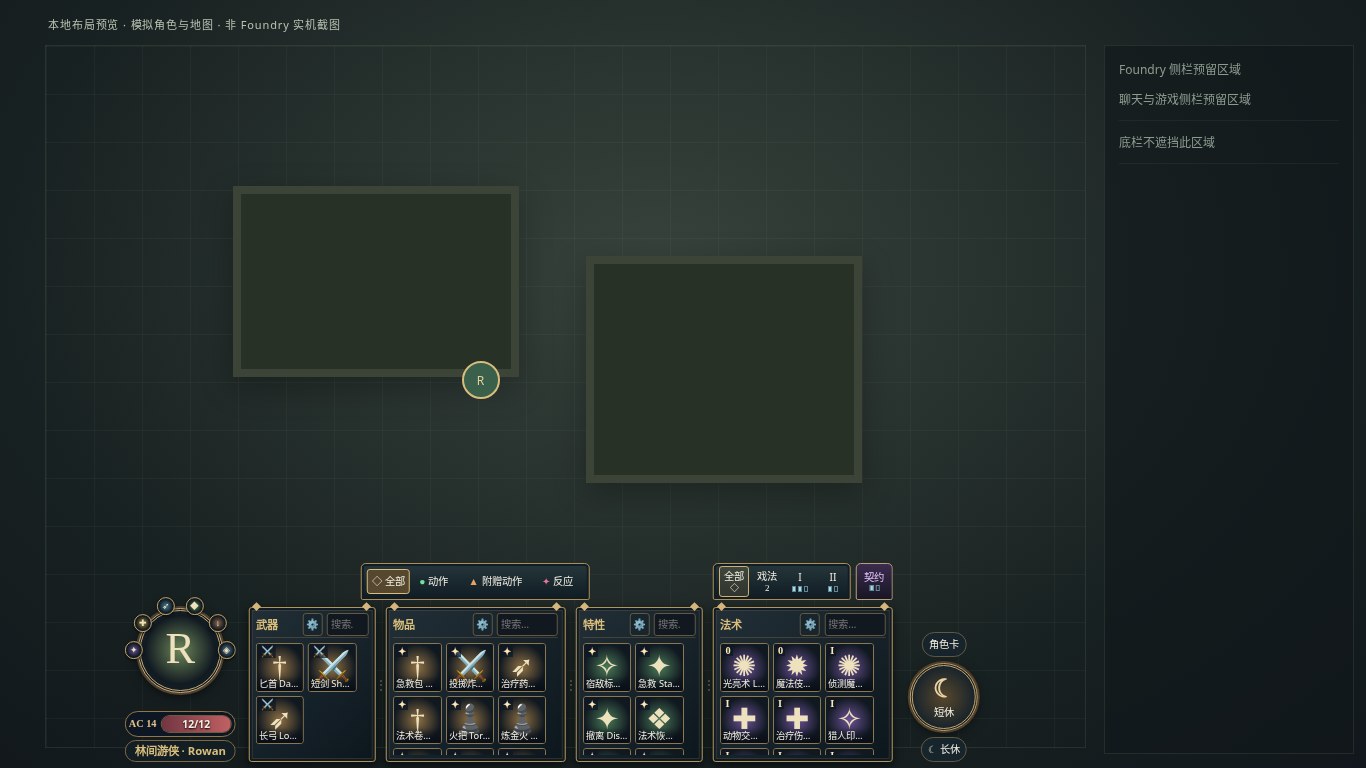 本地布局预览 · 模拟角色与地图 · 非 Foundry 实机截图
Foundry 侧栏预留区域
聊天与游戏侧栏预留区域
底栏不遮挡此区域
R
全部
动作
附赠动作
反应
全部
戏法
2
I
II
契约
R
AC 14
12/12
林间游侠 · Rowan
武器
搜索.
匕首 Da...
短剑 Sh...
长弓 Lo...
物品
搜索...
急救包 ...
投掷炸...
治疗药...
法术卷...
火把 Tor...
炼金火 ...
特性
搜索.
宿敌标...
急救 Sta...
撤离 Dis...
法术恢...
法术
搜索...
0
光亮术 L...
0
魔法伎...
I
侦测魔...
I
动物交...
I
治疗伤...
I
猎人印...
I
I
I
角色卡
短休
长休